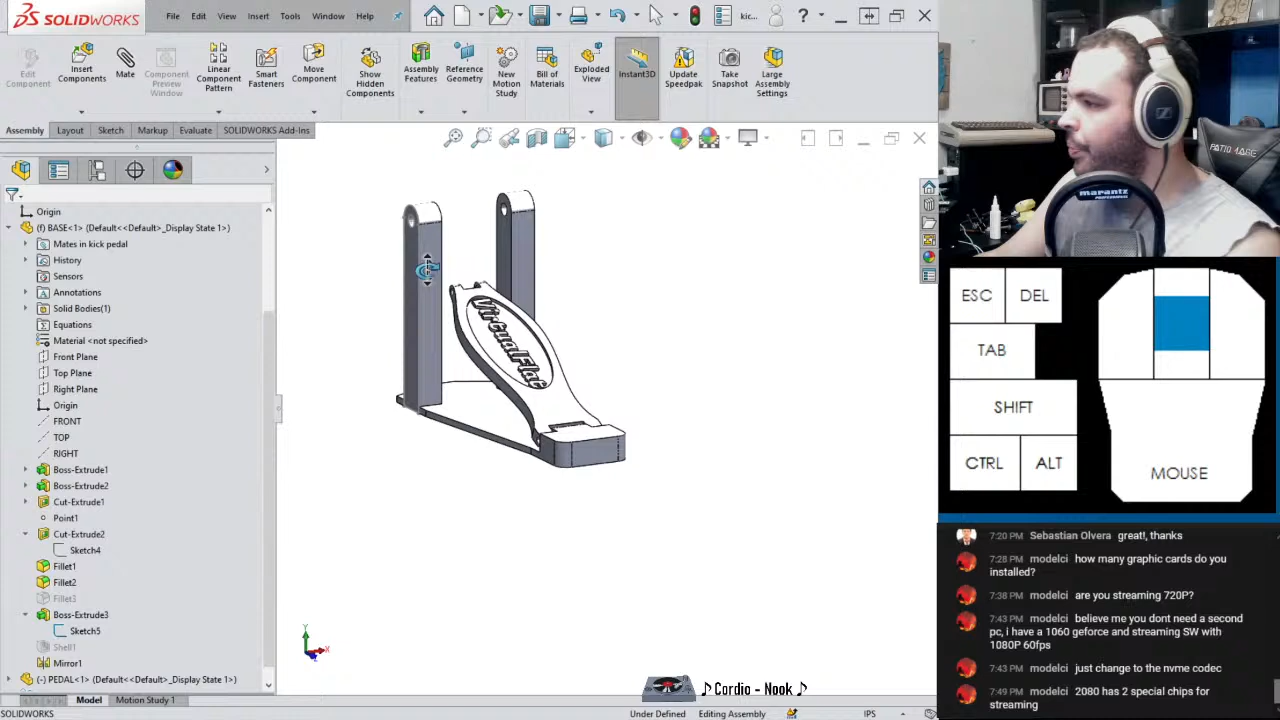 SOLIDWORKS
File Edit View Insert Tools Window Help
kic...
Edit Component
Insert Components
Mate
Component Preview Window
Linear Component Pattern
Smart Fasteners
Move Component
Show Hidden Components
Assembly Features
Reference Geometry
New Motion Study
Bill of Materials
Exploded View
Instant3D
Update Speedpak
Take Snapshot
Large Assembly Settings
Assembly Layout Sketch Markup Evaluate SOLIDWORKS Add-Ins
Origin
(f) BASE<1> (Default<<Default>_Display State 1>)
Mates in kick pedal
History
Sensors
Annotations
Solid Bodies(1)
Equations
Material <not specified>
Front Plane
Top Plane
Right Plane
Origin
FRONT
TOP
RIGHT
Boss-Extrude1
Boss-Extrude2
Cut-Extrude1
Point1
Cut-Extrude2
Sketch4
Fillet1
Fillet2
Fillet3
Boss-Extrude3
Sketch5
Shell1
Mirror1
(-) PEDAL<1> (Default<<Default>_Display State 1>)
Model Motion Study 1
SOLIDWORKS
Under Defined Editing Assembly IPS
Y
X
♪ Cordio - Nook ♪
marantz
ESC DEL
TAB
SHIFT
CTRL ALT
MOUSE
7:20 PM Sebastian Olvera great!, thanks
7:28 PM modelci how many graphic cards do you
installed?
7:38 PM modelci are you streaming 720P?
7:43 PM modelci believe me you dont need a second
pc, i have a 1060 geforce and streaming SW with
1080P 60fps
7:43 PM modelci just change to the nvme codec
7:49 PM modelci 2080 has 2 special chips for
streaming